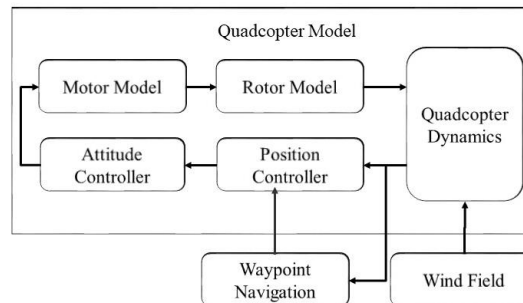 Quadcopter Model
Motor Model
Rotor Model
Quadcopter
Dynamics
Attitude
Controller
Position
Controller
Waypoint
Navigation
Wind Field